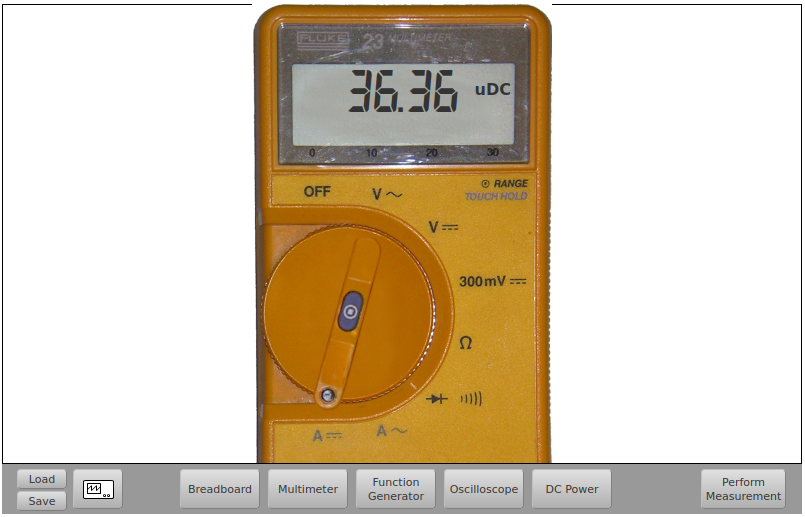 FLUKE 23 MULTIMETER
36.36 uDC
0 10 20 30
RANGE
TOUCH HOLD
OFF V
V
300mV
Ω
A A
Load
Save
Breadboard
Multimeter
Function
Generator
Oscilloscope
DC Power
Perform
Measurement